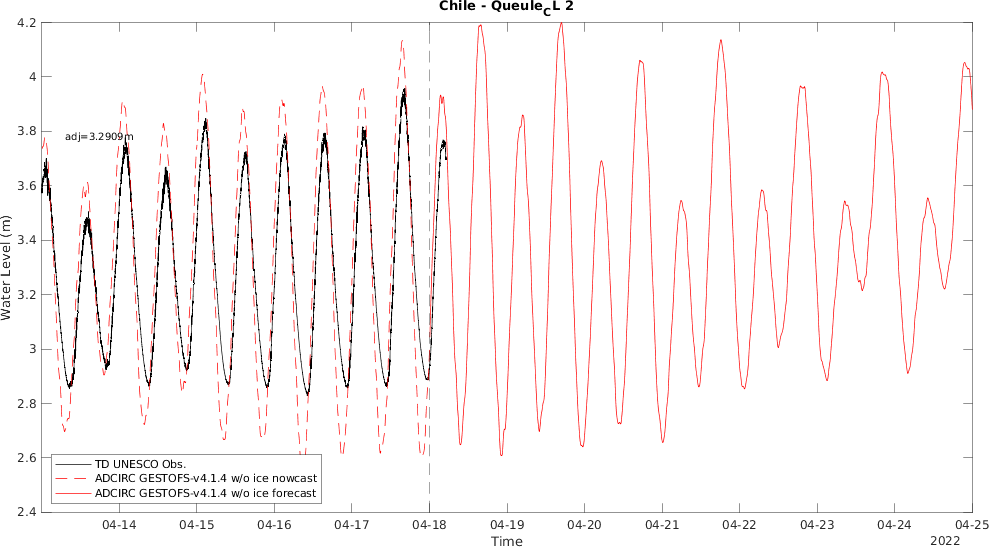 Chile - Queule_CL 2
4.2
4
3.8
3.6
3.4
3.2
3
2.8
2.6
2.4
Water Level (m)
adj=3.2909m
TD UNESCO Obs.
ADCIRC GESTOFS-v4.1.4 w/o ice nowcast
ADCIRC GESTOFS-v4.1.4 w/o ice forecast
04-14 04-15 04-16 04-17 04-18 04-19 04-20 04-21 04-22 04-23 04-24 04-25
Time
2022